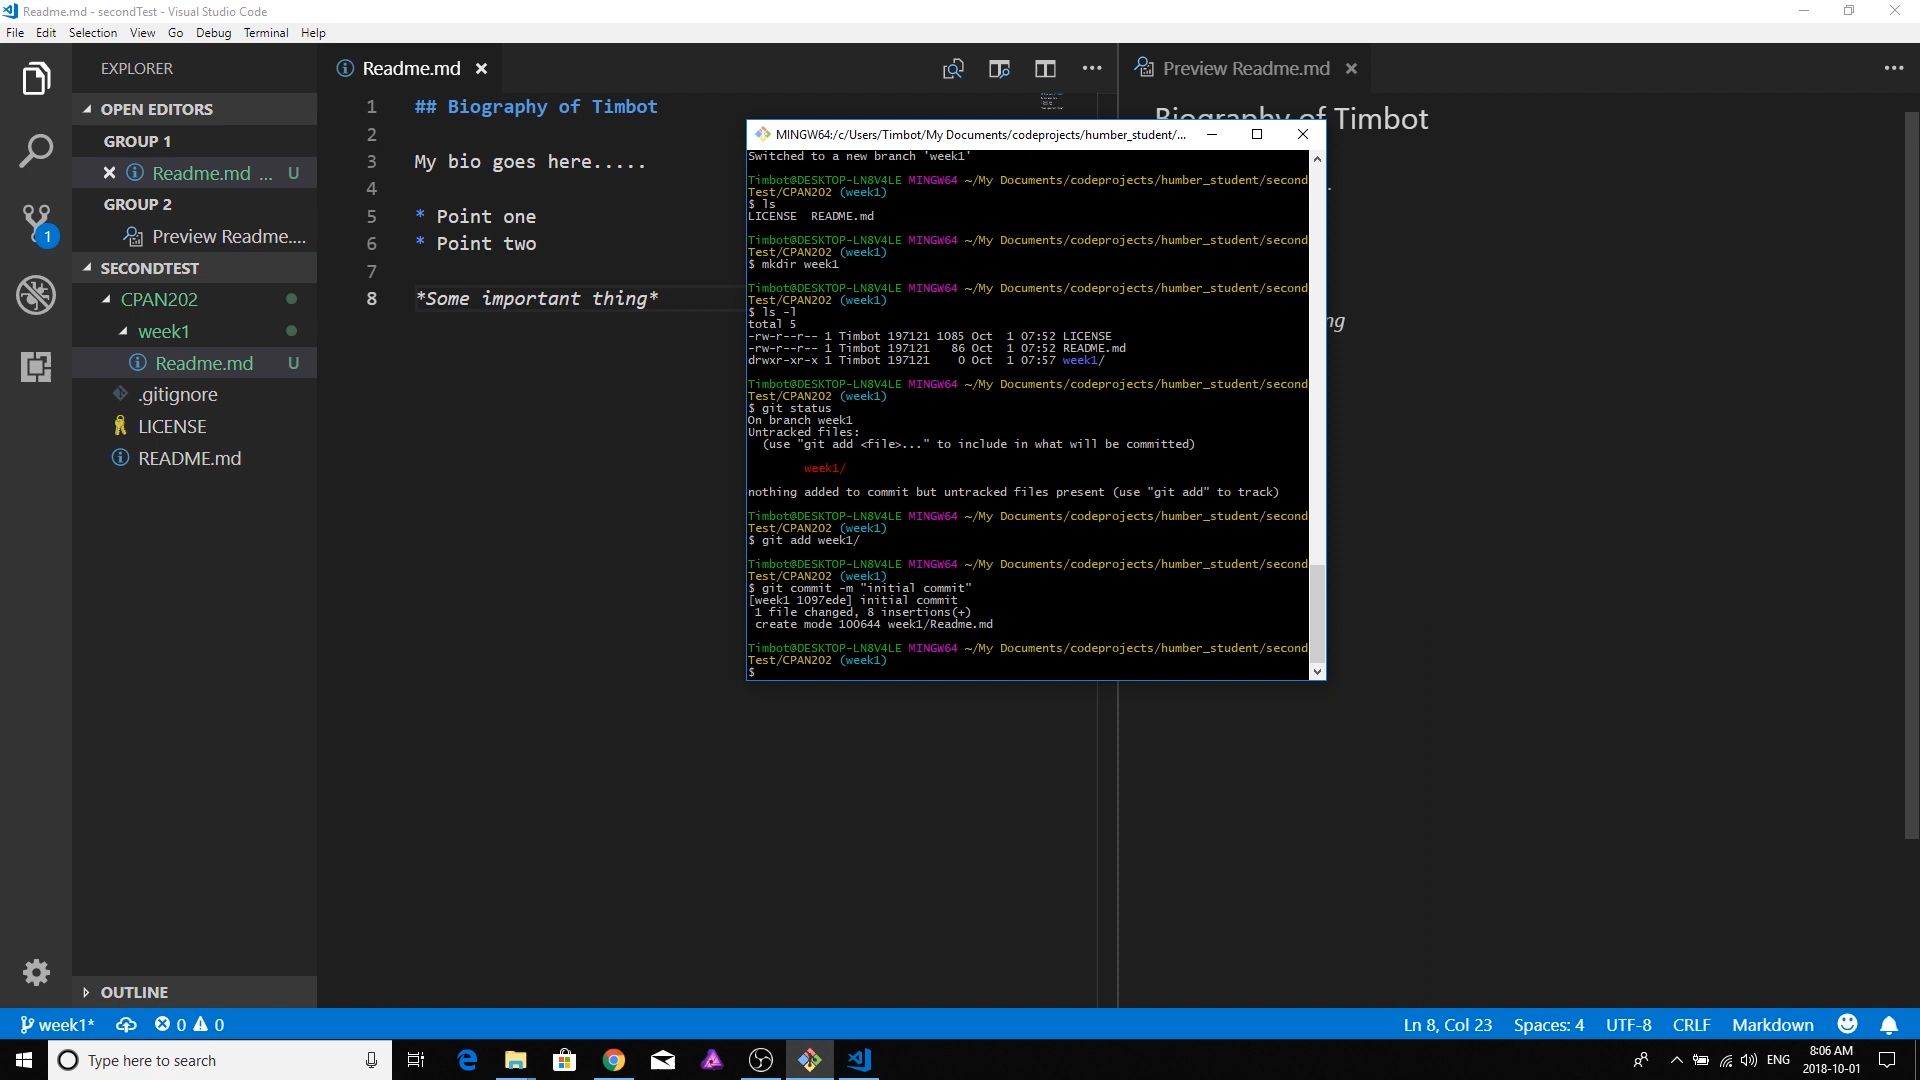 Readme.md - secondTest - Visual Studio Code
File Edit Selection View Go Debug Terminal Help
EXPLORER
OPEN EDITORS
GROUP 1
Readme.md ... U
GROUP 2
Preview Readme....
SECONDTEST
CPAN202
week1
Readme.md U
.gitignore
LICENSE
README.md
OUTLINE
Readme.md
1 ## Biography of Timbot
2
3 My bio goes here.....
4
5 * Point one
6 * Point two
7
8 *Some important thing*
Preview Readme.md
Biography of Timbot
.
ng
MINGW64:/c/Users/Timbot/My Documents/codeprojects/humber_student/...
Switched to a new branch 'week1'
Timbot@DESKTOP-LN8V4LE MINGW64 ~/My Documents/codeprojects/humber_student/second
Test/CPAN202 (week1)
$ ls
LICENSE README.md
Timbot@DESKTOP-LN8V4LE MINGW64 ~/My Documents/codeprojects/humber_student/second
Test/CPAN202 (week1)
$ mkdir week1
Timbot@DESKTOP-LN8V4LE MINGW64 ~/My Documents/codeprojects/humber_student/second
Test/CPAN202 (week1)
$ ls -l
total 5
-rw-r--r-- 1 Timbot 197121 1085 Oct 1 07:52 LICENSE
-rw-r--r-- 1 Timbot 197121 86 Oct 1 07:52 README.md
drwxr-xr-x 1 Timbot 197121 0 Oct 1 07:57 week1/
Timbot@DESKTOP-LN8V4LE MINGW64 ~/My Documents/codeprojects/humber_student/second
Test/CPAN202 (week1)
$ git status
On branch week1
Untracked files:
(use "git add <file>..." to include in what will be committed)
week1/
nothing added to commit but untracked files present (use "git add" to track)
Timbot@DESKTOP-LN8V4LE MINGW64 ~/My Documents/codeprojects/humber_student/second
Test/CPAN202 (week1)
$ git add week1/
Timbot@DESKTOP-LN8V4LE MINGW64 ~/My Documents/codeprojects/humber_student/second
Test/CPAN202 (week1)
$ git commit -m "initial commit"
[week1 1097ede] initial commit
1 file changed, 8 insertions(+)
create mode 100644 week1/Readme.md
Timbot@DESKTOP-LN8V4LE MINGW64 ~/My Documents/codeprojects/humber_student/second
Test/CPAN202 (week1)
$
1
week1* 0 0
Ln 8, Col 23 Spaces: 4 UTF-8 CRLF Markdown
Type here to search
ENG
8:06 AM
2018-10-01